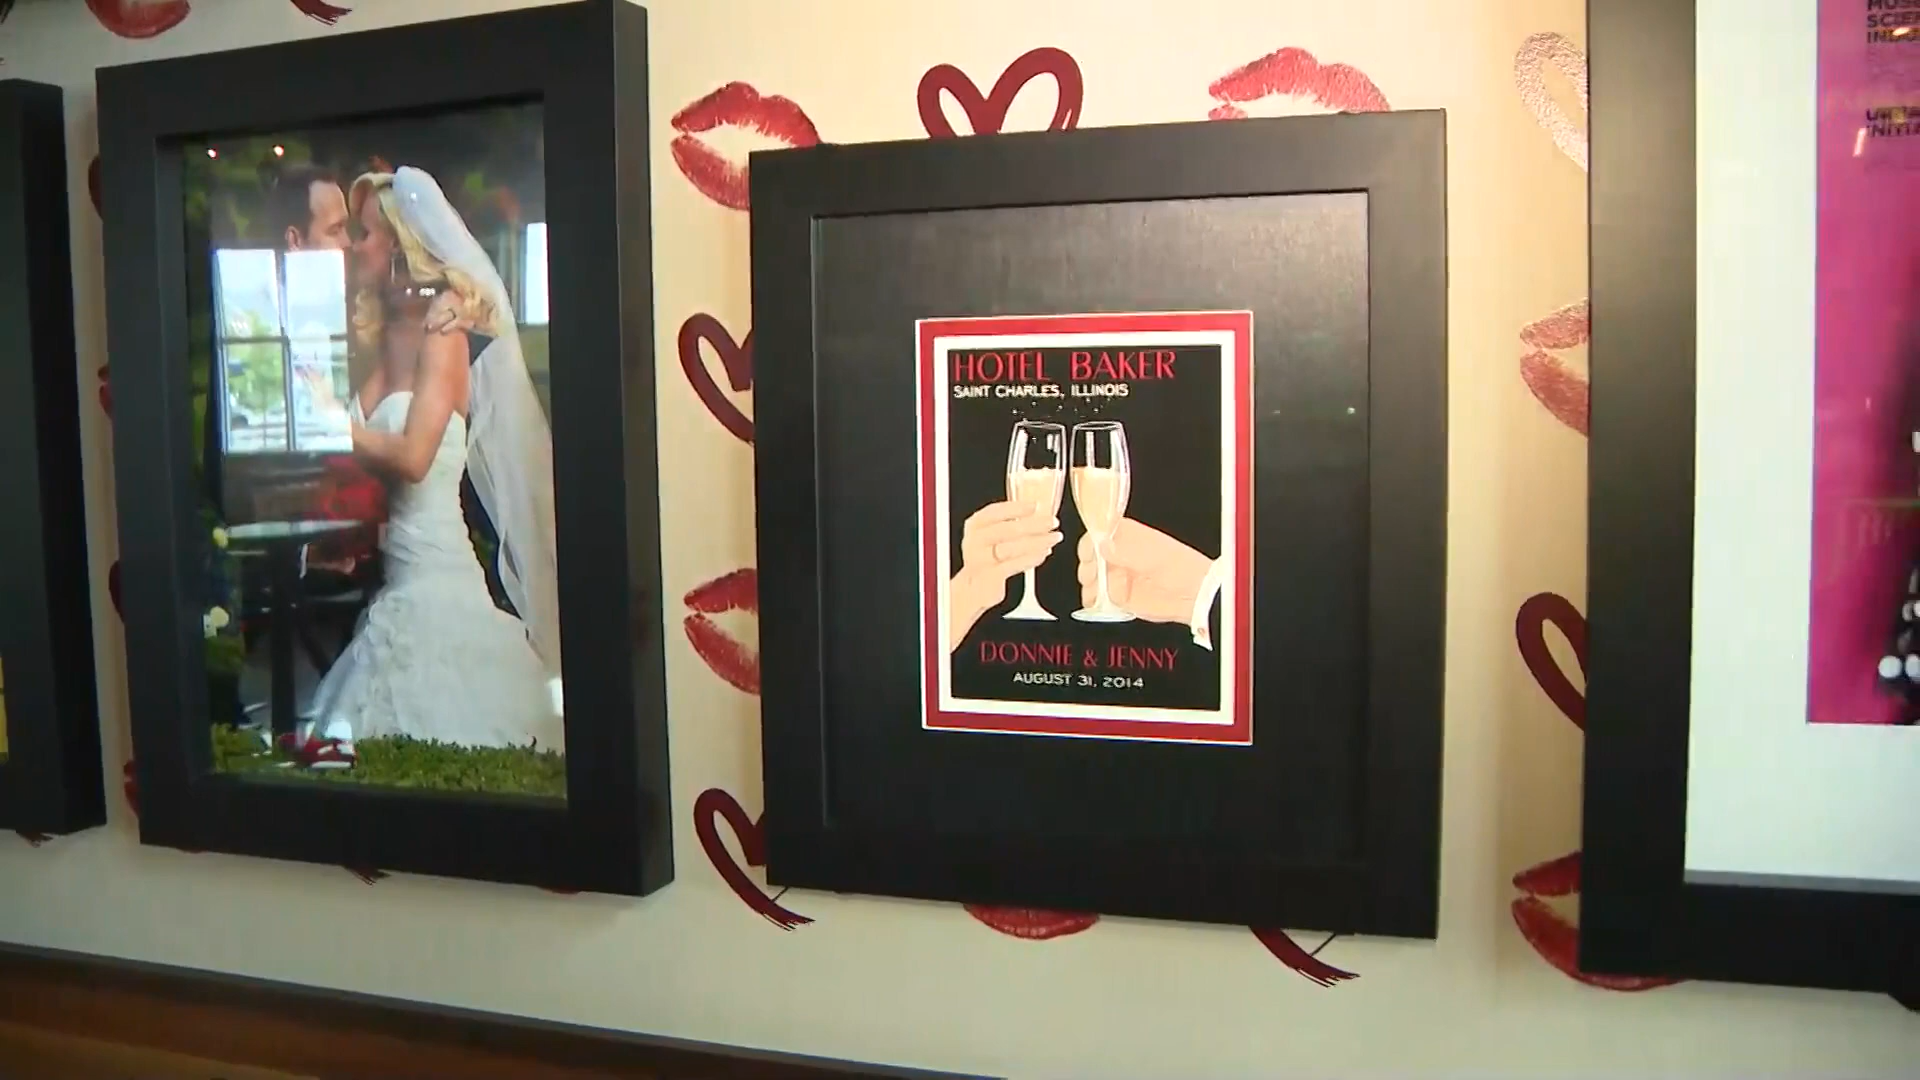 HOTEL BAKER
SAINT CHARLES, ILLINOIS
DONNIE & JENNY
AUGUST 31, 2014